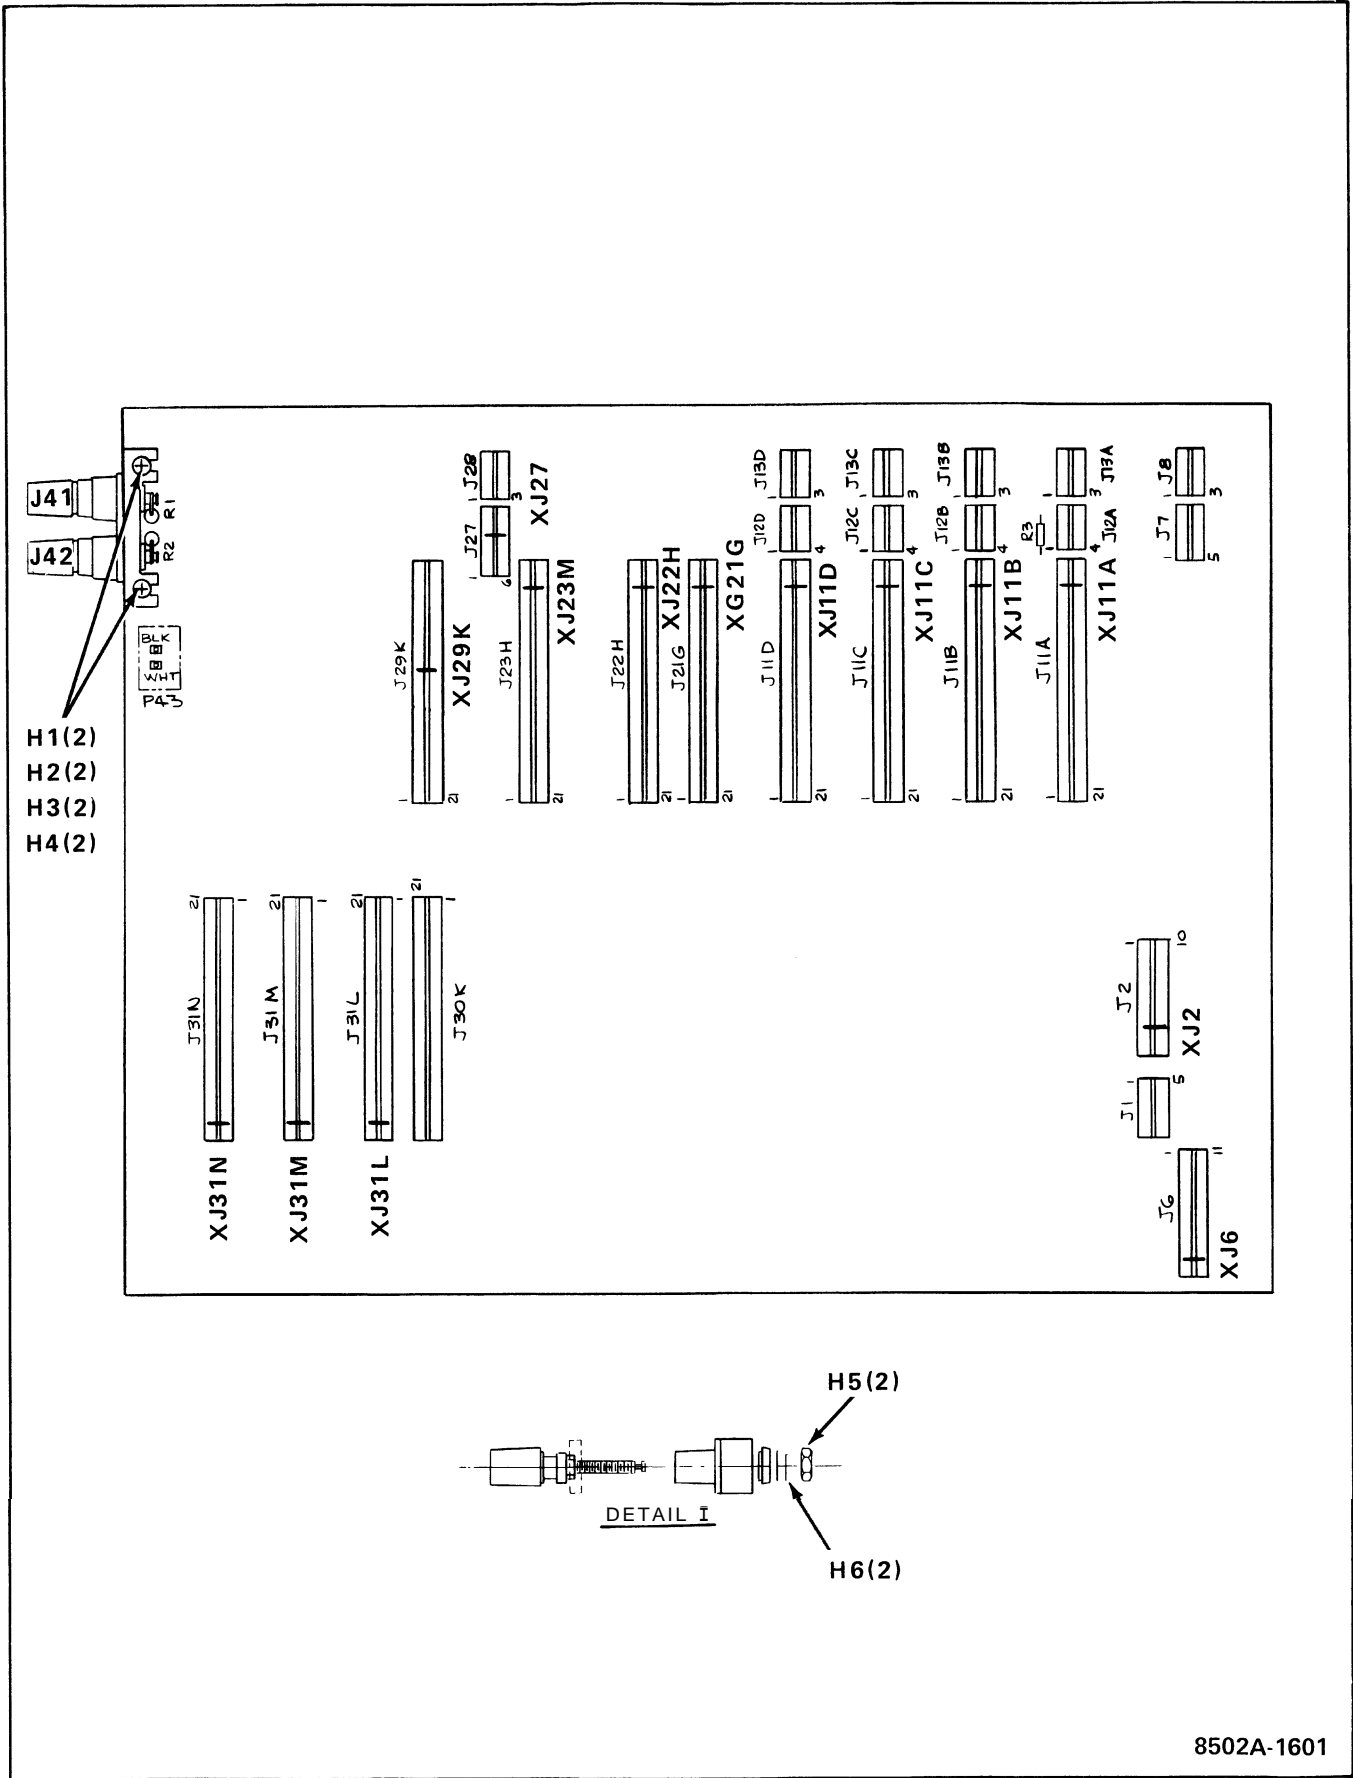 J41
J42
R1
R2
BLK
WHT
P43
H1(2)
H2(2)
H3(2)
H4(2)
J28
3
J27
1
6
XJ27
J29K
1
21
XJ29K
J23H
1
21
XJ23M
J22H
1
21
XJ22H
J21G
1
21
XG21G
J13D
1
3
J12D
1
4
J11D
1
21
XJ11D
J13C
1
3
J12C
1
4
J11C
1
21
XJ11C
J13B
1
3
J12B
1
4
J11B
1
21
XJ11B
R3
J13A
1
3
J12A
1
4
J11A
1
21
XJ11A
J8
1
3
J7
1
5
J31N
21
1
XJ31N
J31M
21
1
XJ31M
J31L
21
1
XJ31L
J30K
21
1
J2
1
10
XJ2
J1
1
5
J6
1
11
XJ6
H5(2)
DETAIL I
H6(2)
8502A-1601